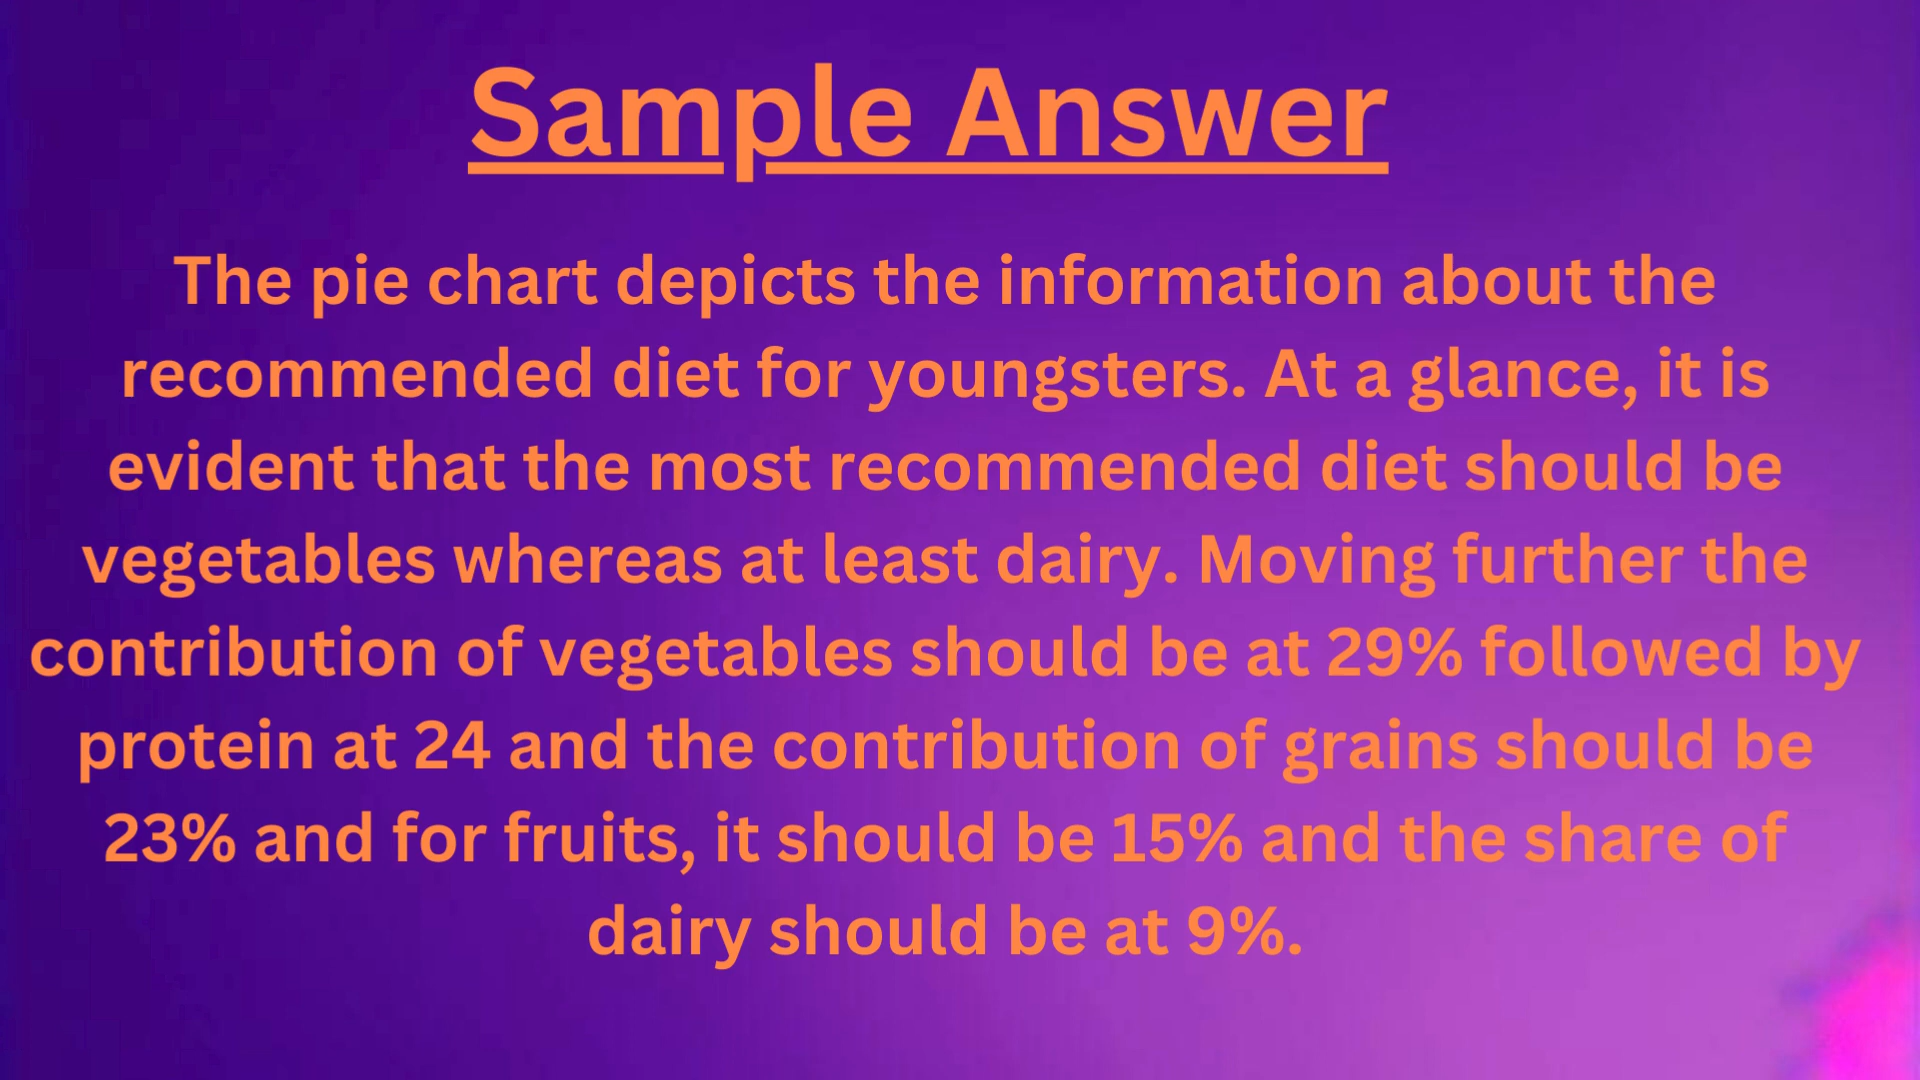 Sample Answer
The pie chart depicts the information about the
recommended diet for youngsters. At a glance, it is
evident that the most recommended diet should be
vegetables whereas at least dairy. Moving further the
contribution of vegetables should be at 29% followed by
protein at 24 and the contribution of grains should be
23% and for fruits, it should be 15% and the share of
dairy should be at 9%.